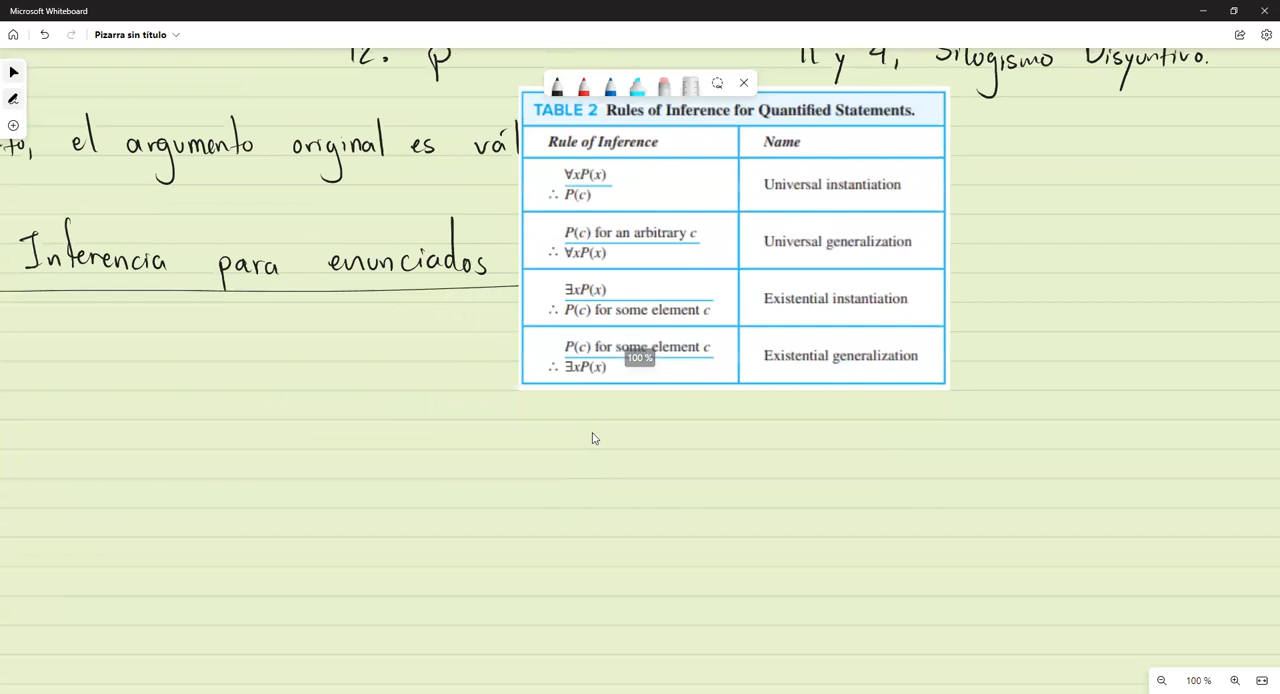 Microsoft Whiteboard
Pizarra sin título
12. p
11 y 4, Silogismo Disyuntivo.
el argumento original es vál
Inferencia para enunciados
TABLE 2 Rules of Inference for Quantified Statements.
Rule of Inference Name
∀xP(x)
∴ P(c)
Universal instantiation
P(c) for an arbitrary c
∴ ∀xP(x)
Universal generalization
∃xP(x)
∴ P(c) for some element c
Existential instantiation
P(c) for some element c
∴ ∃xP(x)
Existential generalization
100 %
100 %